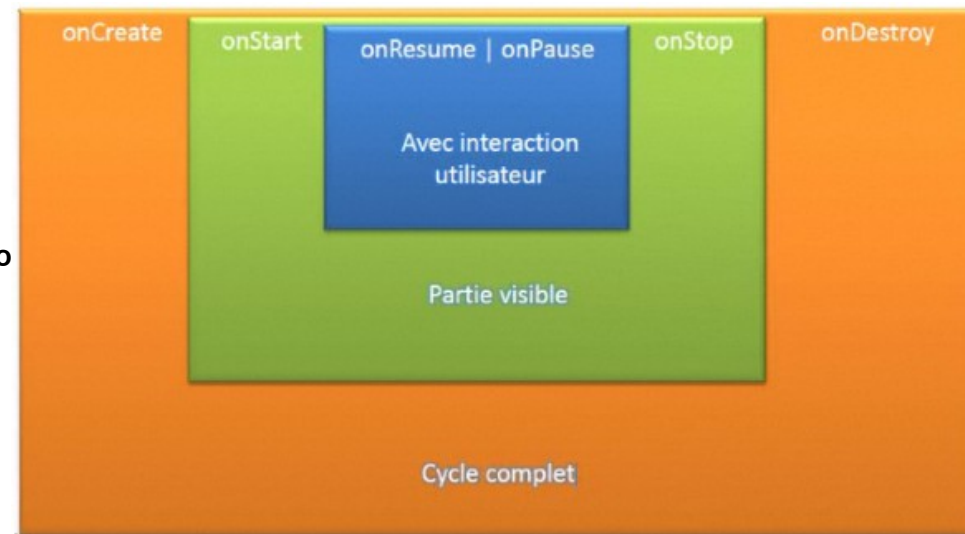 onCreate
onStart
onResume | onPause
onStop
onDestroy
Avec interaction
utilisateur
o
Partie visible
Cycle complet